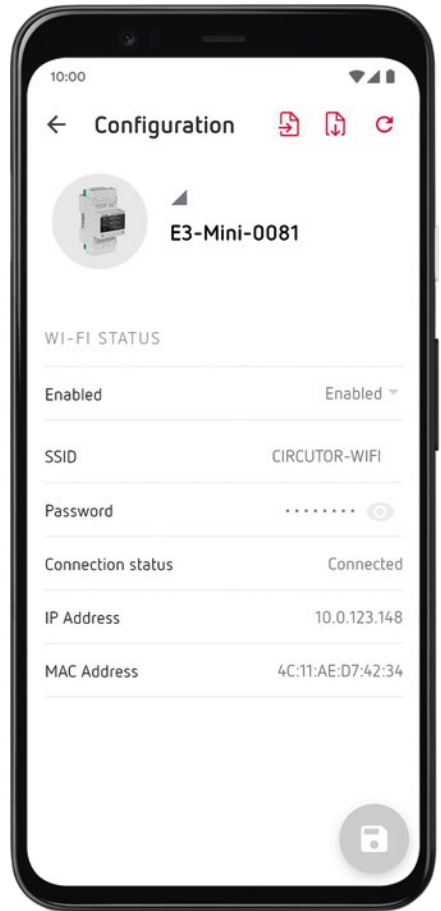 10:00
Configuration
E3-Mini-0081
WI-FI STATUS
Enabled Enabled
SSID CIRCUTOR-WIFI
Password ········
Connection status Connected
IP Address 10.0.123.148
MAC Address 4C:11:AE:D7:42:34